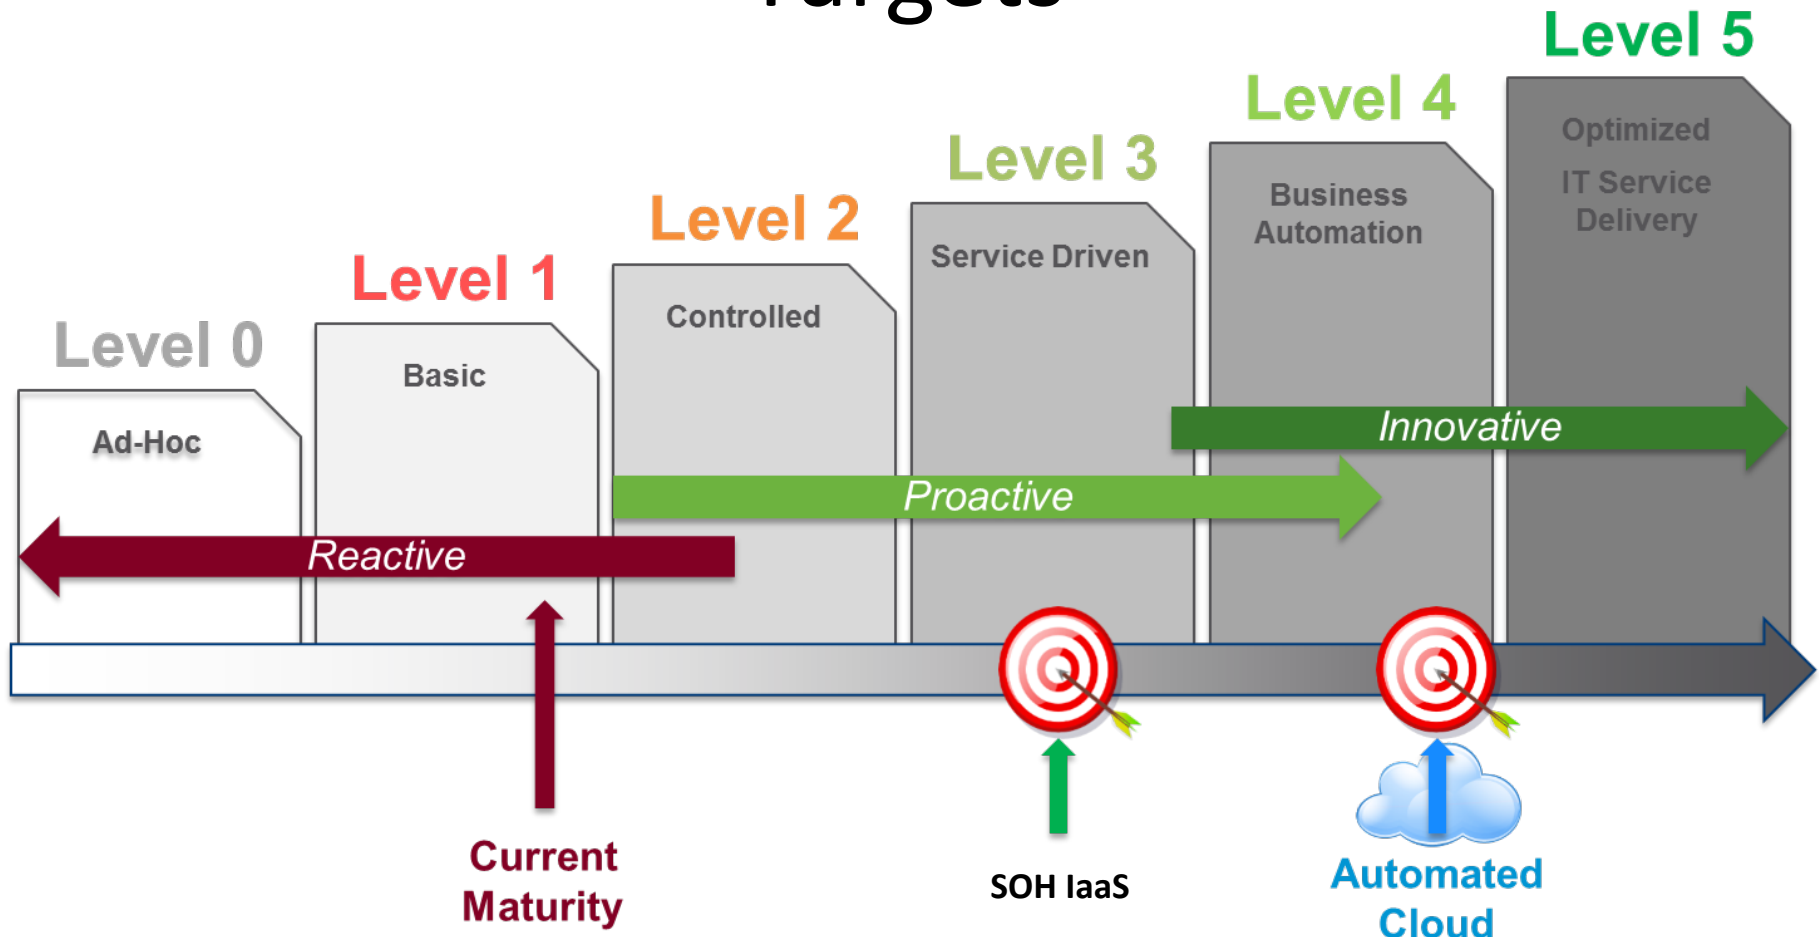 Targets
Level 5
Level 4
Level 3
Level 2
Level 1
Level 0
Optimized
IT Service
Delivery
Business
Automation
Service Driven
Controlled
Basic
Ad-Hoc
Innovative
Proactive
Reactive
Current
Maturity
SOH IaaS
Automated
Cloud